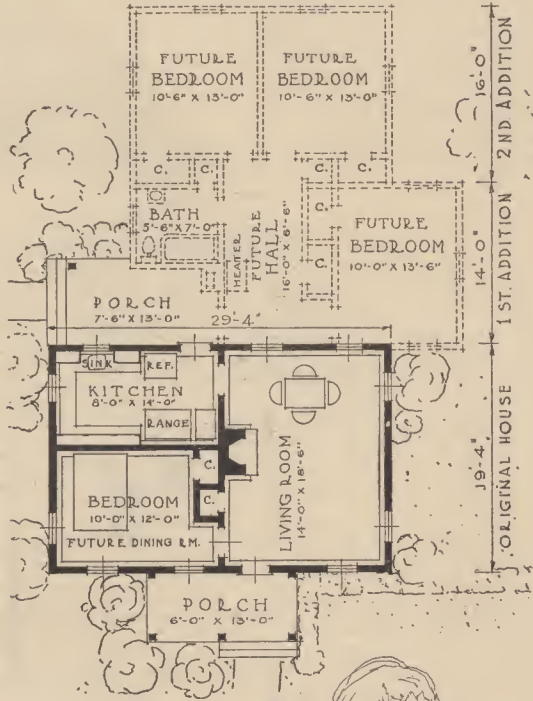 FUTURE
BEDROOM
10'-6" X 13'-0"
FUTURE
BEDROOM
10'-6" X 13'-0"
16'-0"
2ND ADDITION
C.
C.
C.
C.
BATH
5'-6" X 7'-0"
HEATER
FUTURE
HALL
16'-0" X 6'-6"
C.
C.
FUTURE
BEDROOM
10'-0" X 13'-6"
14'-0"
1 ST. ADDITION
PORCH
7'-6" X 13'-0"
29'-4"
SINK
REF.
KITCHEN
8'-0" X 14'-0"
RANGE
C.
C.
BEDROOM
10'-0" X 12'-0"
FUTURE DINING RM.
LIVING ROOM
14'-0" X 18'-6"
19'-4"
ORIGINAL HOUSE
PORCH
6'-0" X 13'-0"